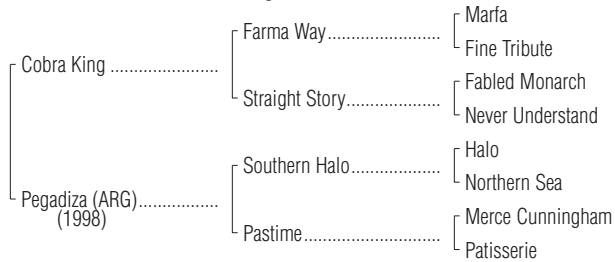 Marfa
Farma Way
Fine Tribute
Cobra King
Fabled Monarch
Straight Story
Never Understand
Halo
Southern Halo
Northern Sea
Pegadiza (ARG)
(1998)
Merce Cunningham
Pastime
Patisserie